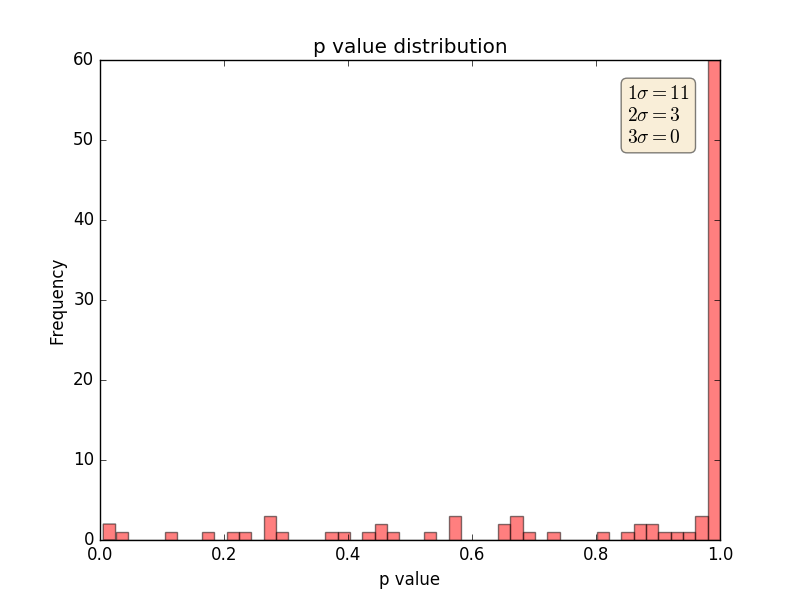 p value distribution
1σ = 11
2σ = 3
3σ = 0
60
50
40
30
20
10
0
Frequency
0.0 0.2 0.4 0.6 0.8 1.0
p value